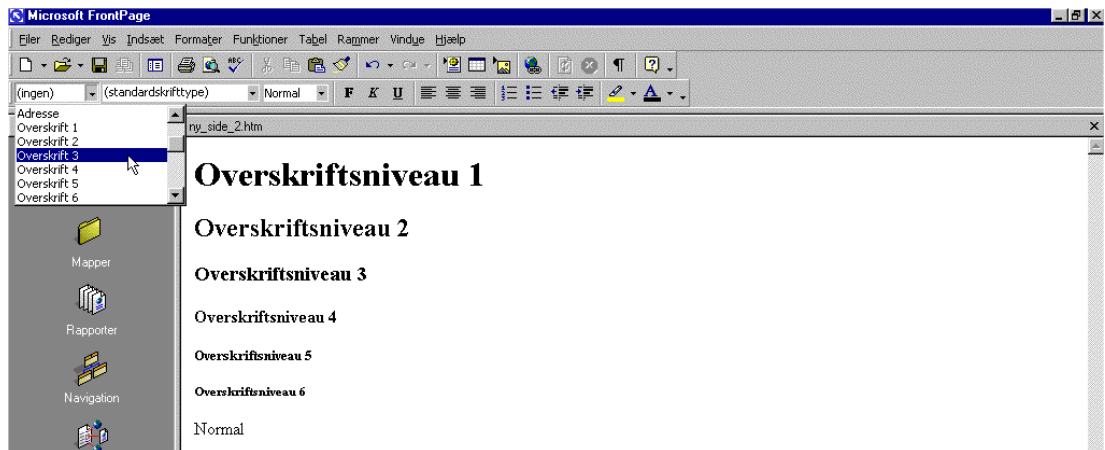 Microsoft FrontPage
Filer Rediger Vis Indsæt Formater Funktioner Tabel Rammer Vindue Hjælp
(ingen) (standardskrifttype) Normal F K U
Adresse
Overskrift 1
Overskrift 2
Overskrift 3
Overskrift 4
Overskrift 5
Overskrift 6
ny_side_2.htm
Mapper
Rapporter
Navigation
Overskriftsniveau 1
Overskriftsniveau 2
Overskriftsniveau 3
Overskriftsniveau 4
Overskriftsniveau 5
Overskriftsniveau 6
Normal